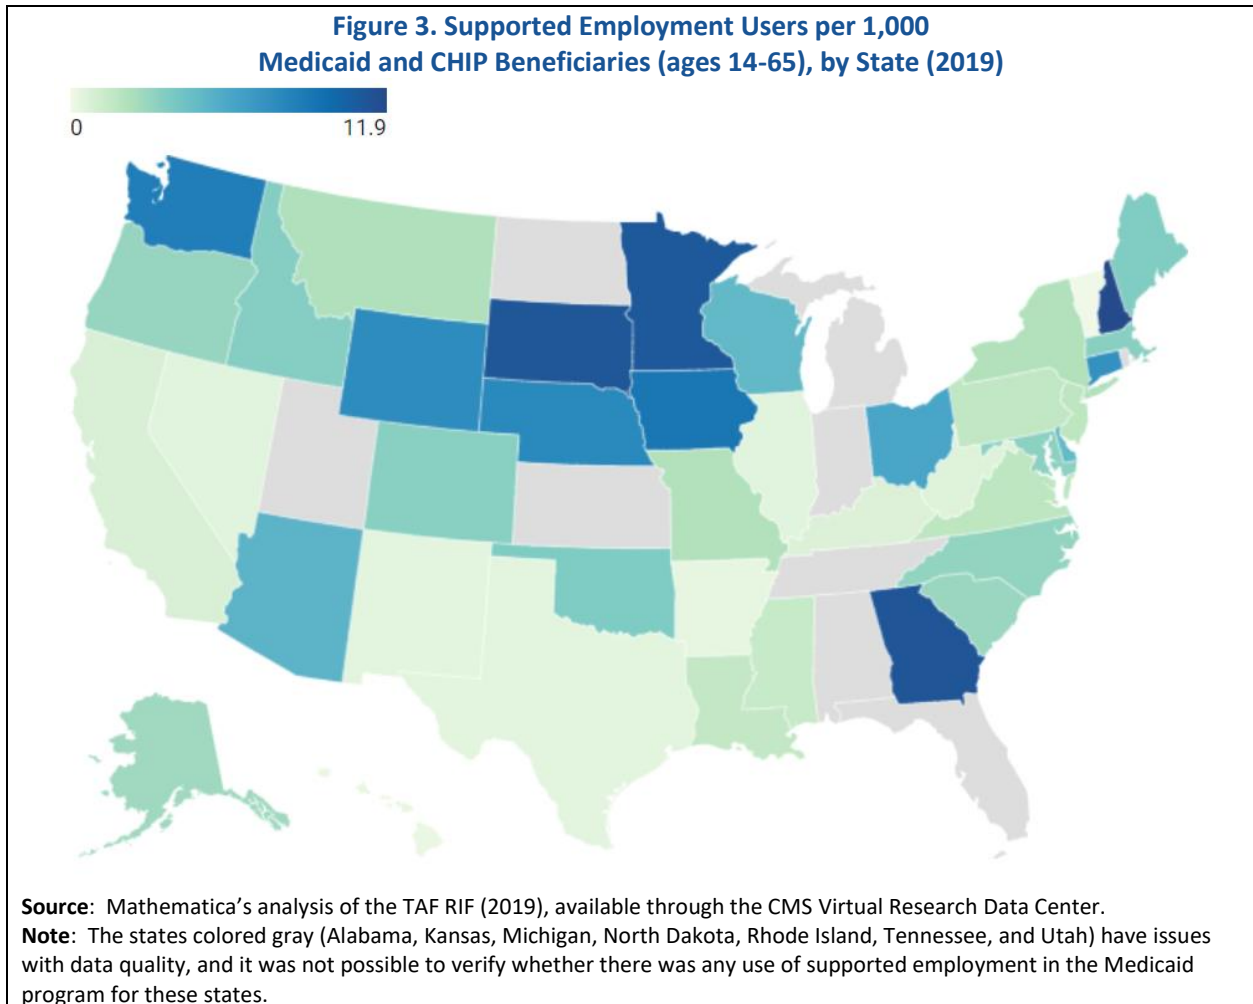 Figure 3. Supported Employment Users per 1,000
Medicaid and CHIP Beneficiaries (ages 14-65), by State (2019)
0 11.9
Source: Mathematica’s analysis of the TAF RIF (2019), available through the CMS Virtual Research Data Center.
Note: The states colored gray (Alabama, Kansas, Michigan, North Dakota, Rhode Island, Tennessee, and Utah) have issues
with data quality, and it was not possible to verify whether there was any use of supported employment in the Medicaid
program for these states.